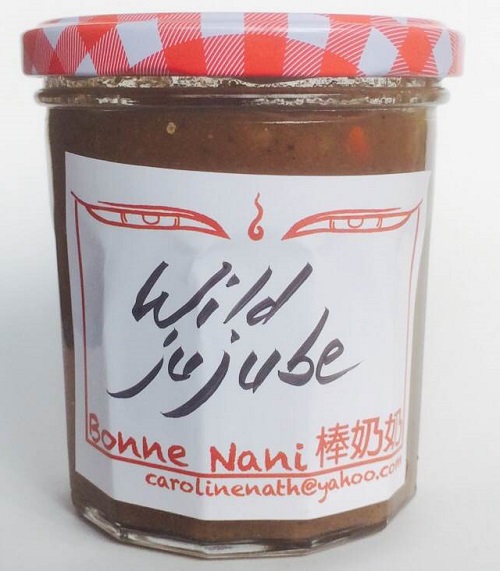 Wild
jujube
Bonne Nani 棒奶奶
carolinenath@yahoo.com